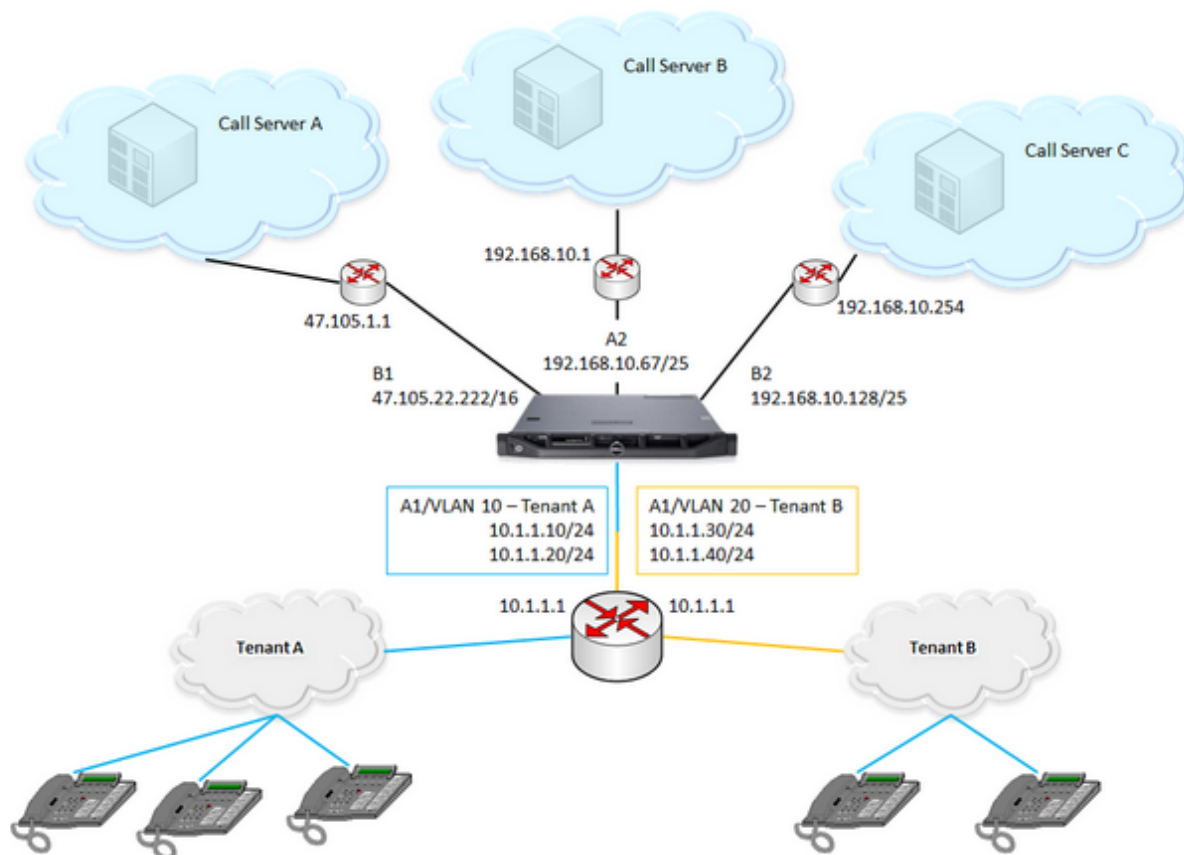 Call Server A
Call Server B
Call Server C
192.168.10.1
47.105.1.1
192.168.10.254
A2
192.168.10.67/25
B1
47.105.22.222/16
B2
192.168.10.128/25
A1/VLAN 10 – Tenant A
10.1.1.10/24
10.1.1.20/24
A1/VLAN 20 – Tenant B
10.1.1.30/24
10.1.1.40/24
10.1.1.1
10.1.1.1
Tenant A
Tenant B